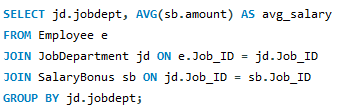 SELECT jd.jobdept, AVG(sb.amount) AS avg_salary
FROM Employee e
JOIN JobDepartment jd ON e.Job_ID = jd.Job_ID
JOIN SalaryBonus sb ON jd.Job_ID = sb.Job_ID
GROUP BY jd.jobdept;